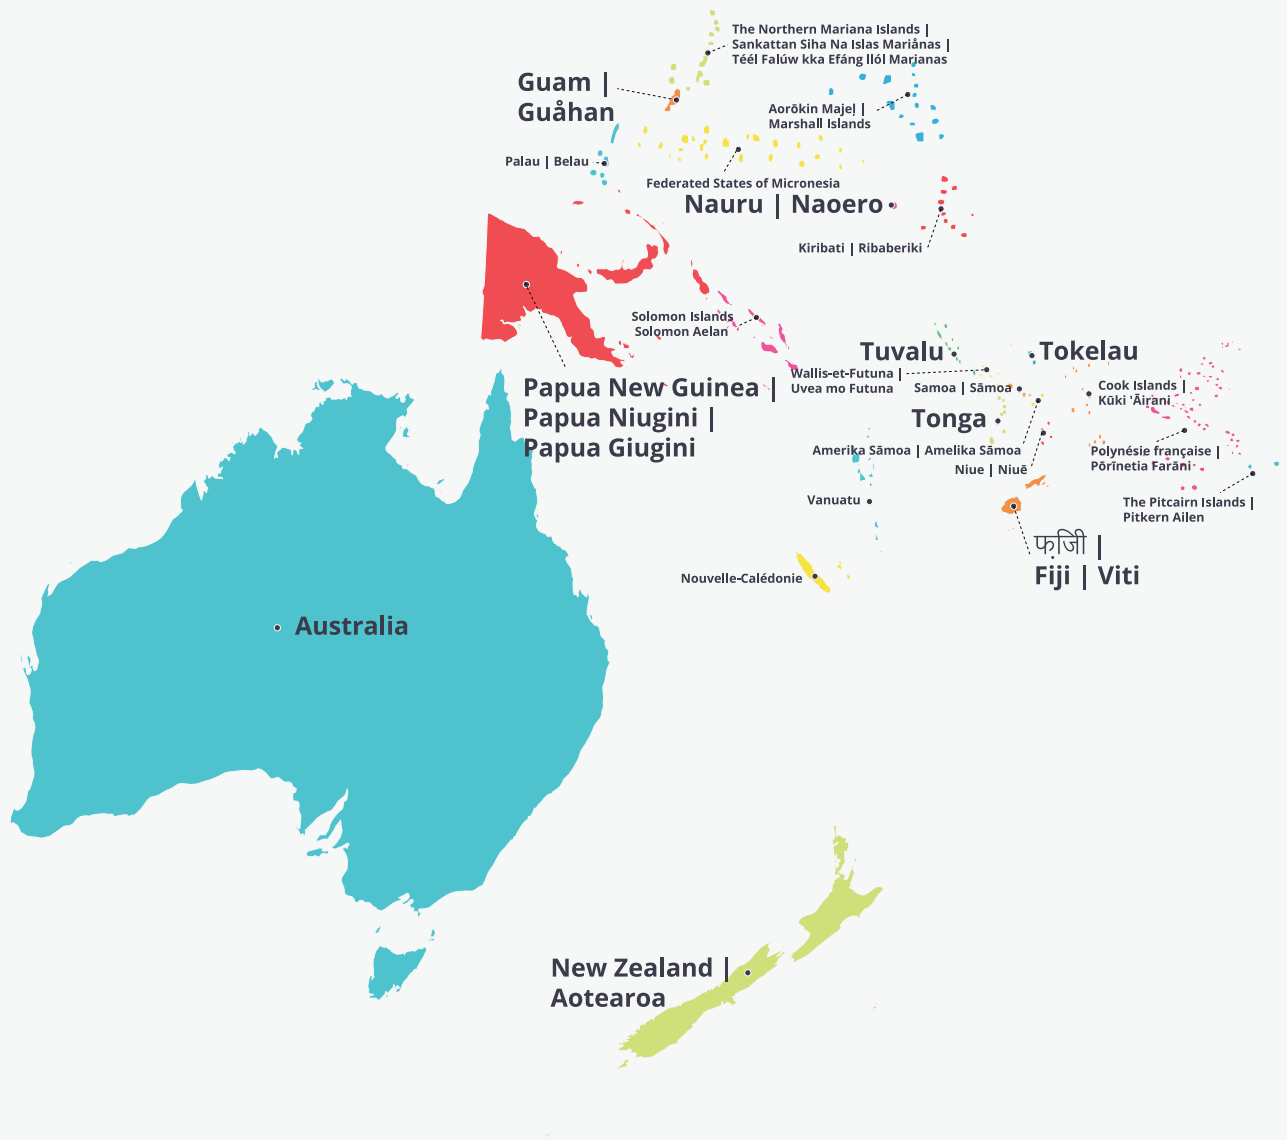 The Northern Mariana Islands |
Sankattan Siha Na Islas Mariånas |
Téél Falúw kka Efáng llól Marianas
Guam |
Guåhan
Aorōkin Majeļ |
Marshall Islands
Palau | Belau
Federated States of Micronesia
Nauru | Naoero
Kiribati | Ribaberiki
Solomon Islands
Solomon Aelan
Tuvalu
Tokelau
Wallis-et-Futuna |
Uvea mo Futuna
Samoa | Sāmoa
Cook Islands |
Kūki 'Āirani
Papua New Guinea |
Papua Niugini |
Papua Giugini
Tonga
Amerika Sāmoa | Amelika Sāmoa
Niue | Niuē
Polynésie française |
Pōrīnetia Farāni
Vanuatu
The Pitcairn Islands |
Pitkern Ailen
फ़िजी |
Fiji | Viti
Nouvelle-Calédonie
Australia
New Zealand |
Aotearoa